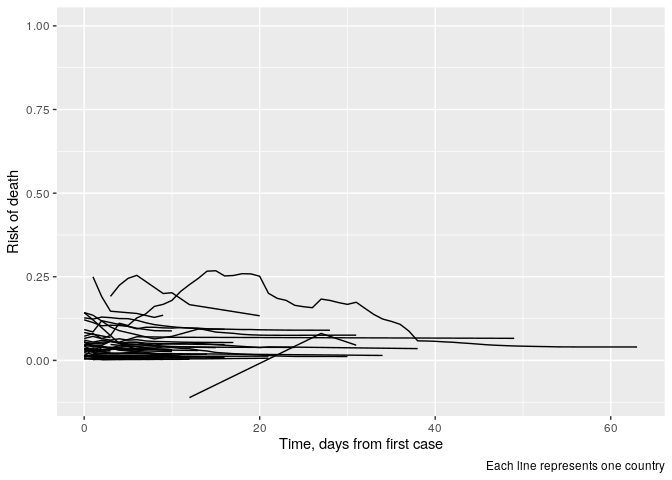 1.00
0.75
0.50
0.25
0.00
Risk of death
0 20 40 60
Time, days from first case
Each line represents one country